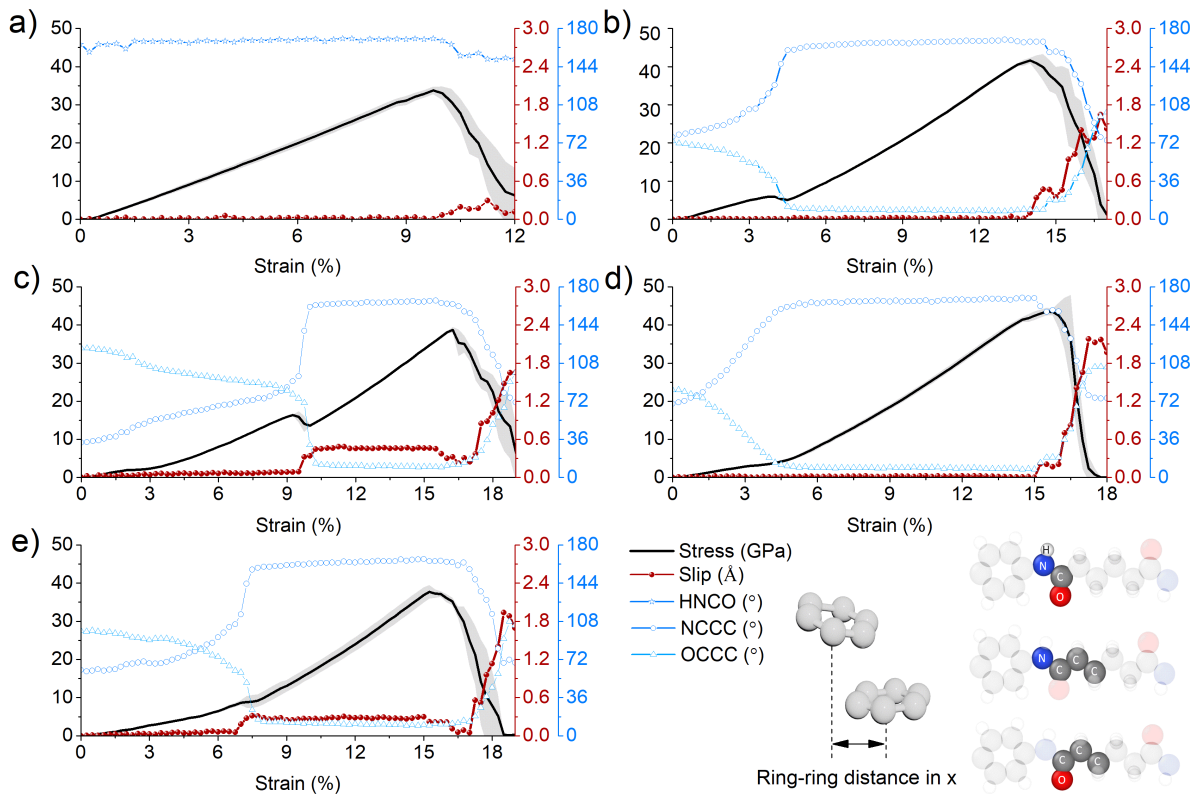 a)
50
40
30
20
10
0
0 3 6 9 12
Strain (%)
3.0
2.4
1.8
1.2
0.6
0.0
180
144
108
72
36
0
b)
50
40
30
20
10
0
0 3 6 9 12 15
Strain (%)
3.0
2.4
1.8
1.2
0.6
0.0
180
144
108
72
36
0
c)
50
40
30
20
10
0
0 3 6 9 12 15 18
Strain (%)
3.0
2.4
1.8
1.2
0.6
0.0
180
144
108
72
36
0
d)
50
40
30
20
10
0
0 3 6 9 12 15 18
Strain (%)
3.0
2.4
1.8
1.2
0.6
0.0
180
144
108
72
36
0
e)
50
40
30
20
10
0
0 3 6 9 12 15 18
Strain (%)
3.0
2.4
1.8
1.2
0.6
0.0
180
144
108
72
36
0
Stress (GPa)
Slip (Å)
HNCO (°)
NCCC (°)
OCCC (°)
Ring-ring distance in x
H
N
C
O
N
C
C
C
C
C
C
O